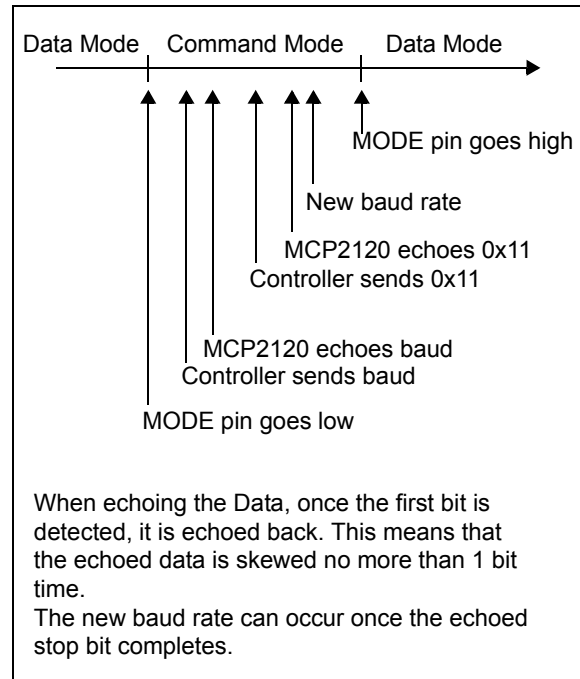 Data Mode
Command Mode
Data Mode
MODE pin goes high
New baud rate
MCP2120 echoes 0x11
Controller sends 0x11
MCP2120 echoes baud
Controller sends baud
MODE pin goes low
When echoing the Data, once the first bit is
detected, it is echoed back. This means that
the echoed data is skewed no more than 1 bit
time.
The new baud rate can occur once the echoed
stop bit completes.